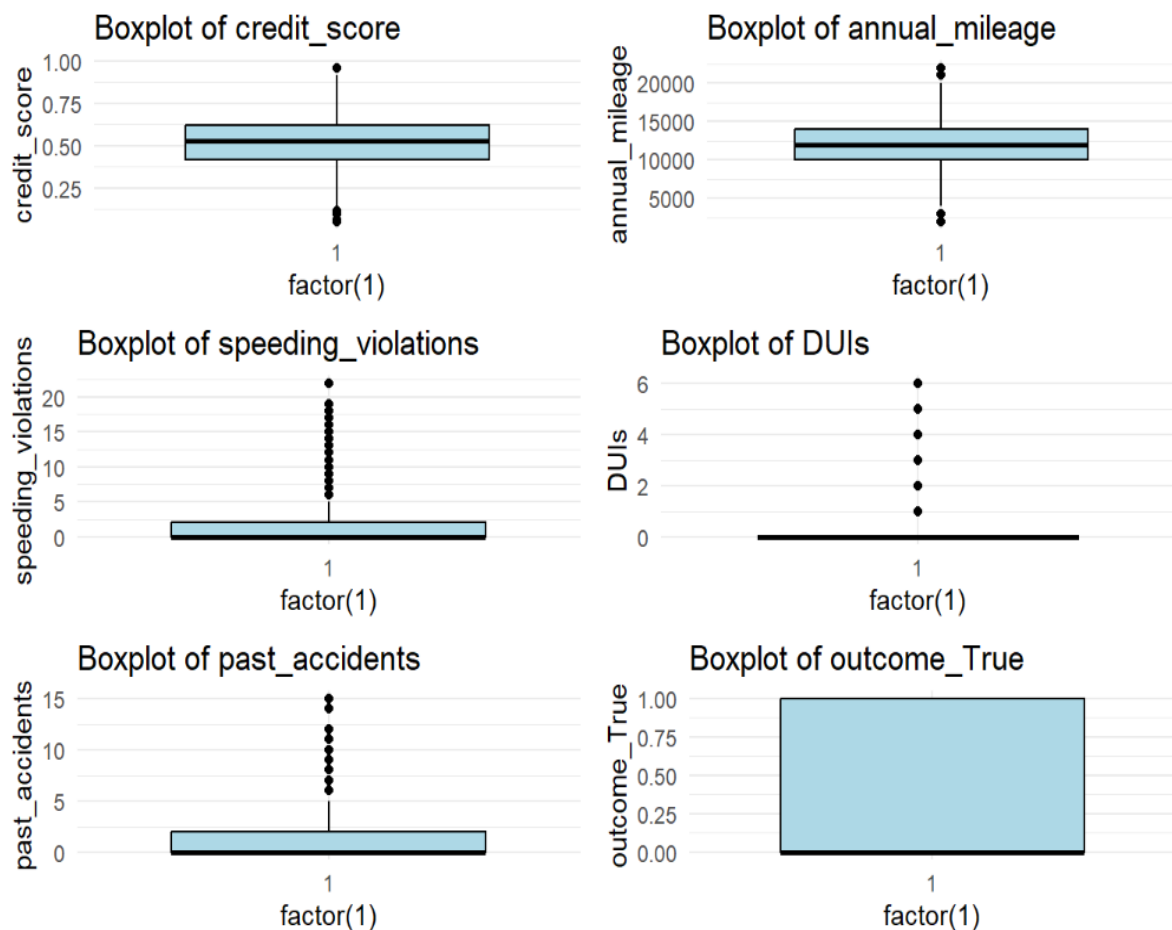 Boxplot of credit_score
credit_score
1.00
0.75
0.50
0.25
1
factor(1)
Boxplot of annual_mileage
annual_mileage
20000
15000
10000
5000
1
factor(1)
Boxplot of speeding_violations
speeding_violations
20
15
10
5
0
1
factor(1)
Boxplot of DUIs
DUIs
6
4
2
0
1
factor(1)
Boxplot of past_accidents
past_accidents
15
10
5
0
1
factor(1)
Boxplot of outcome_True
outcome_True
1.00
0.75
0.50
0.25
0.00
1
factor(1)